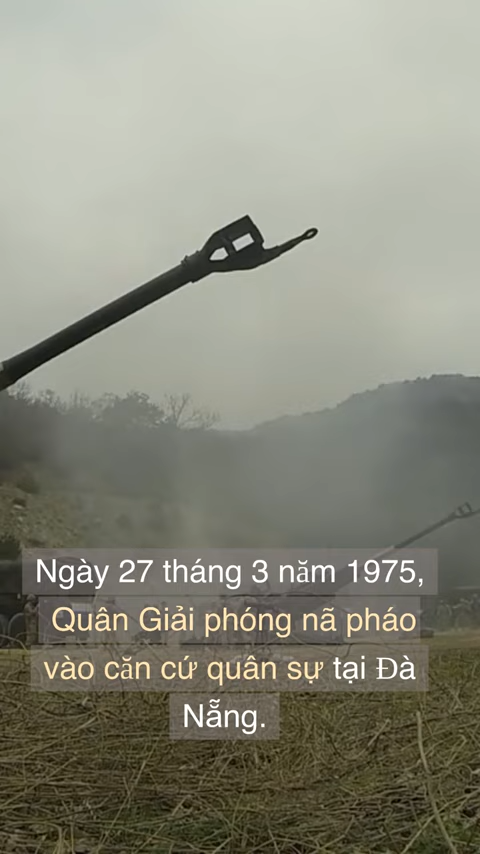 Ngày 27 tháng 3 năm 1975,
Quân Giải phóng nã pháo
vào căn cứ quân sự tại Đà
Nẵng.